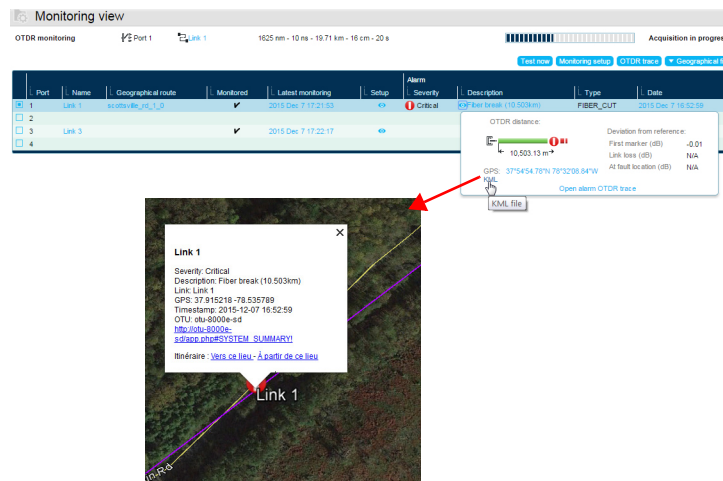 Monitoring view
OTDR monitoring Port 1 Link 1 1625 nm - 10 ns - 19.71 km - 16 cm - 20 s Acquisition in progres
Test now Monitoring setup OTDR trace Geographical fi
Alarm
Port Name Geographical route Monitored Latest monitoring Setup Severity Description Type Date
1 Link 1 scottsville_rd_1_0 2015 Dec 7 17:21:53 Critical Fiber break (10.503km) FIBER_CUT 2015 Dec 7 16:52:59
2
3 Link 3 2015 Dec 7 17:22:17
4
OTDR distance:
10,503.13 m
Deviation from reference:
First marker (dB) -0.01
Link loss (dB) N/A
At fault location (dB) N/A
GPS: 37°54'54.78"N 78°32'08.84"W
KML
Open alarm OTDR trace
KML file
Link 1
Severity: Critical
Description: Fiber break (10.503km)
Link: Link 1
GPS: 37.915218 -78.535789
Timestamp: 2015-12-07 16:52:59
OTU: otu-8000e-sd
http://otu-8000e-
sd/app.php#SYSTEM_SUMMARY!
Itinéraire : Vers ce lieu - À partir de ce lieu
Link 1